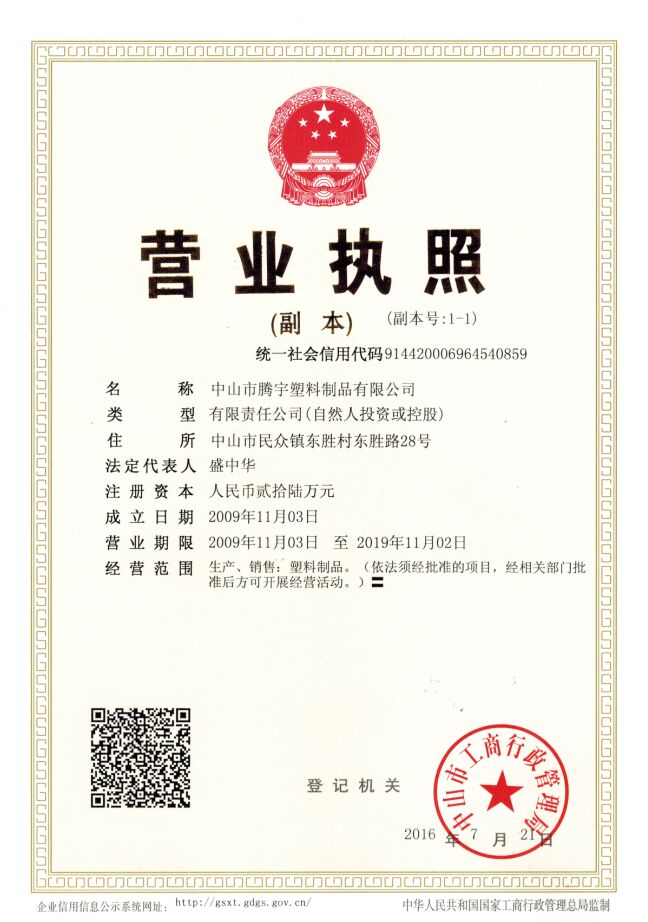 营业执照
(副 本) (副本号:1-1)
统一社会信用代码914420006964540859
名称 中山市腾宇塑料制品有限公司
类型 有限责任公司(自然人投资或控股)
住所 中山市民众镇东胜村东胜路28号
法定代表人 盛中华
注册资本 人民币贰拾陆万元
成立日期 2009年11月03日
营业期限 2009年11月03日 至 2019年11月02日
经营范围 生产、销售：塑料制品。（依法须经批准的项目，经相关部门批
准后方可开展经营活动。）〓
中山市工商行政管理局
登记机关
2016 年 7 月 21日
企业信用信息公示系统网址： http://gsxt.gdgs.gov.cn/ 中华人民共和国国家工商行政管理总局监制